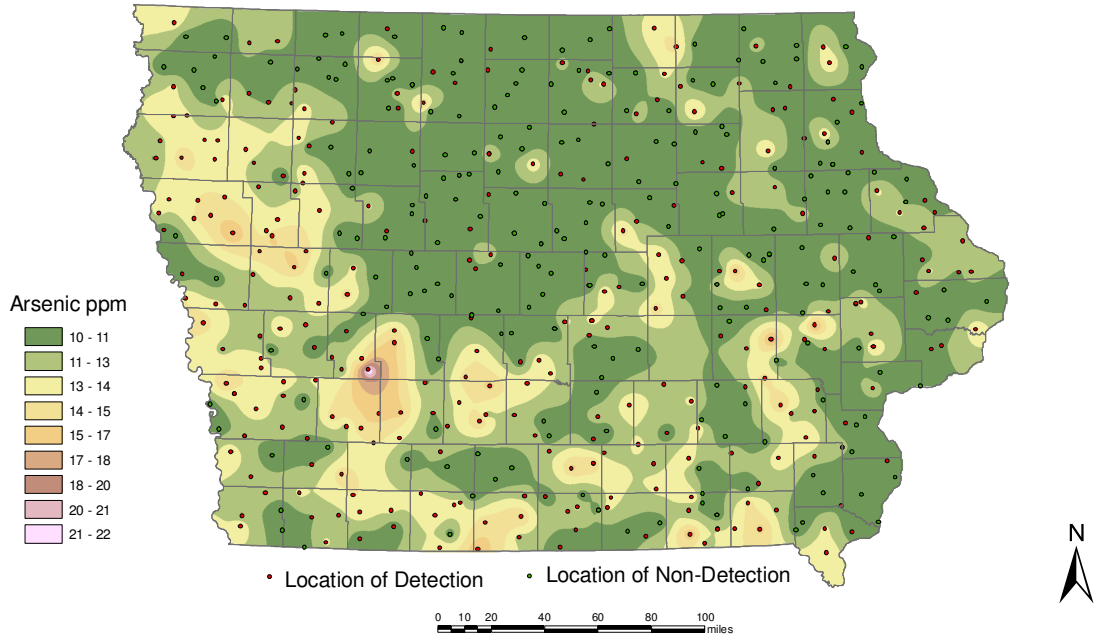 Arsenic ppm
10 - 11
11 - 13
13 - 14
14 - 15
15 - 17
17 - 18
18 - 20
20 - 21
21 - 22
Location of Detection
Location of Non-Detection
N
0 10 20 40 60 80 100
miles